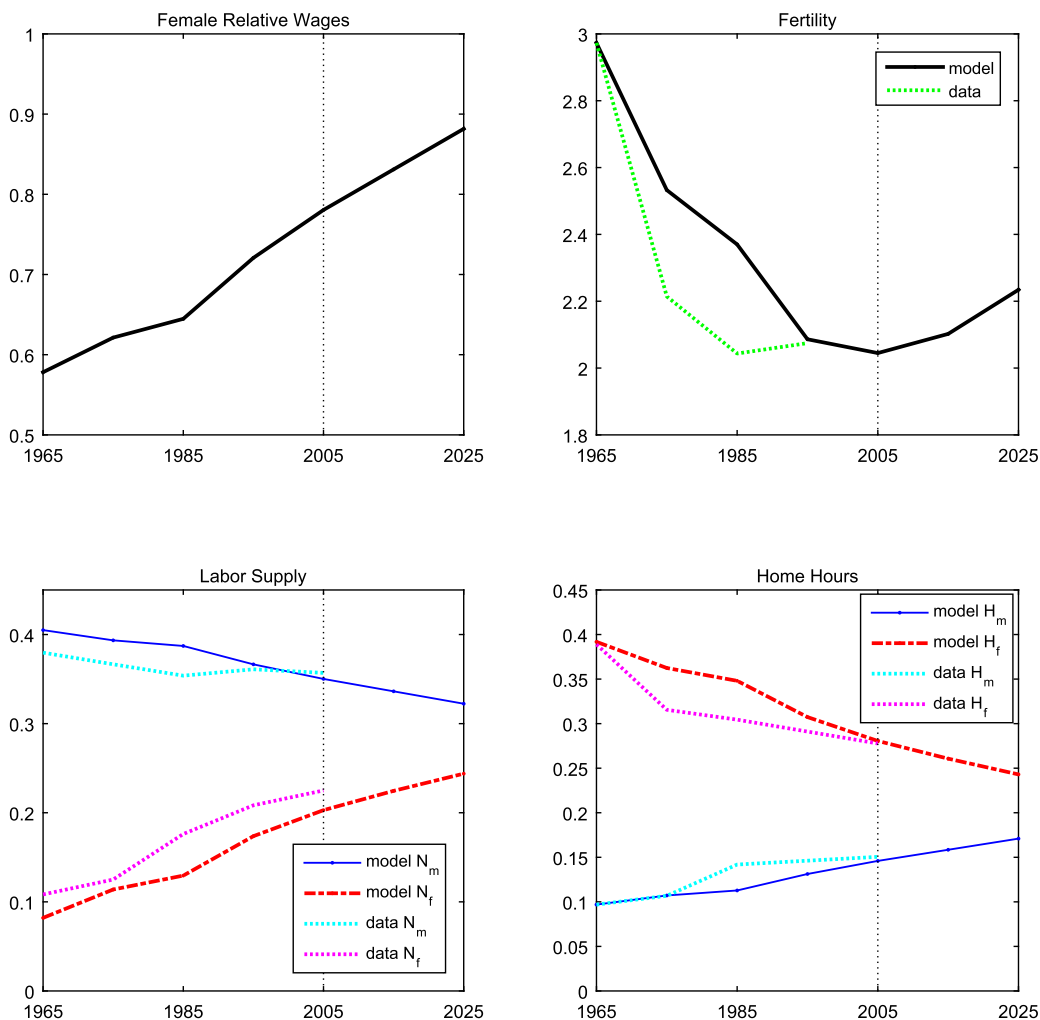 Female Relative Wages
1
0.9
0.8
0.7
0.6
0.5
1965 1985 2005 2025
Fertility
3
2.8
2.6
2.4
2.2
2
1.8
1965 1985 2005 2025
model
data
Labor Supply
0.4
0.3
0.2
0.1
0
1965 1985 2005 2025
model N_m
model N_f
data N_m
data N_f
Home Hours
0.45
0.4
0.35
0.3
0.25
0.2
0.15
0.1
0.05
0
1965 1985 2005 2025
model H_m
model H_f
data H_m
data H_f